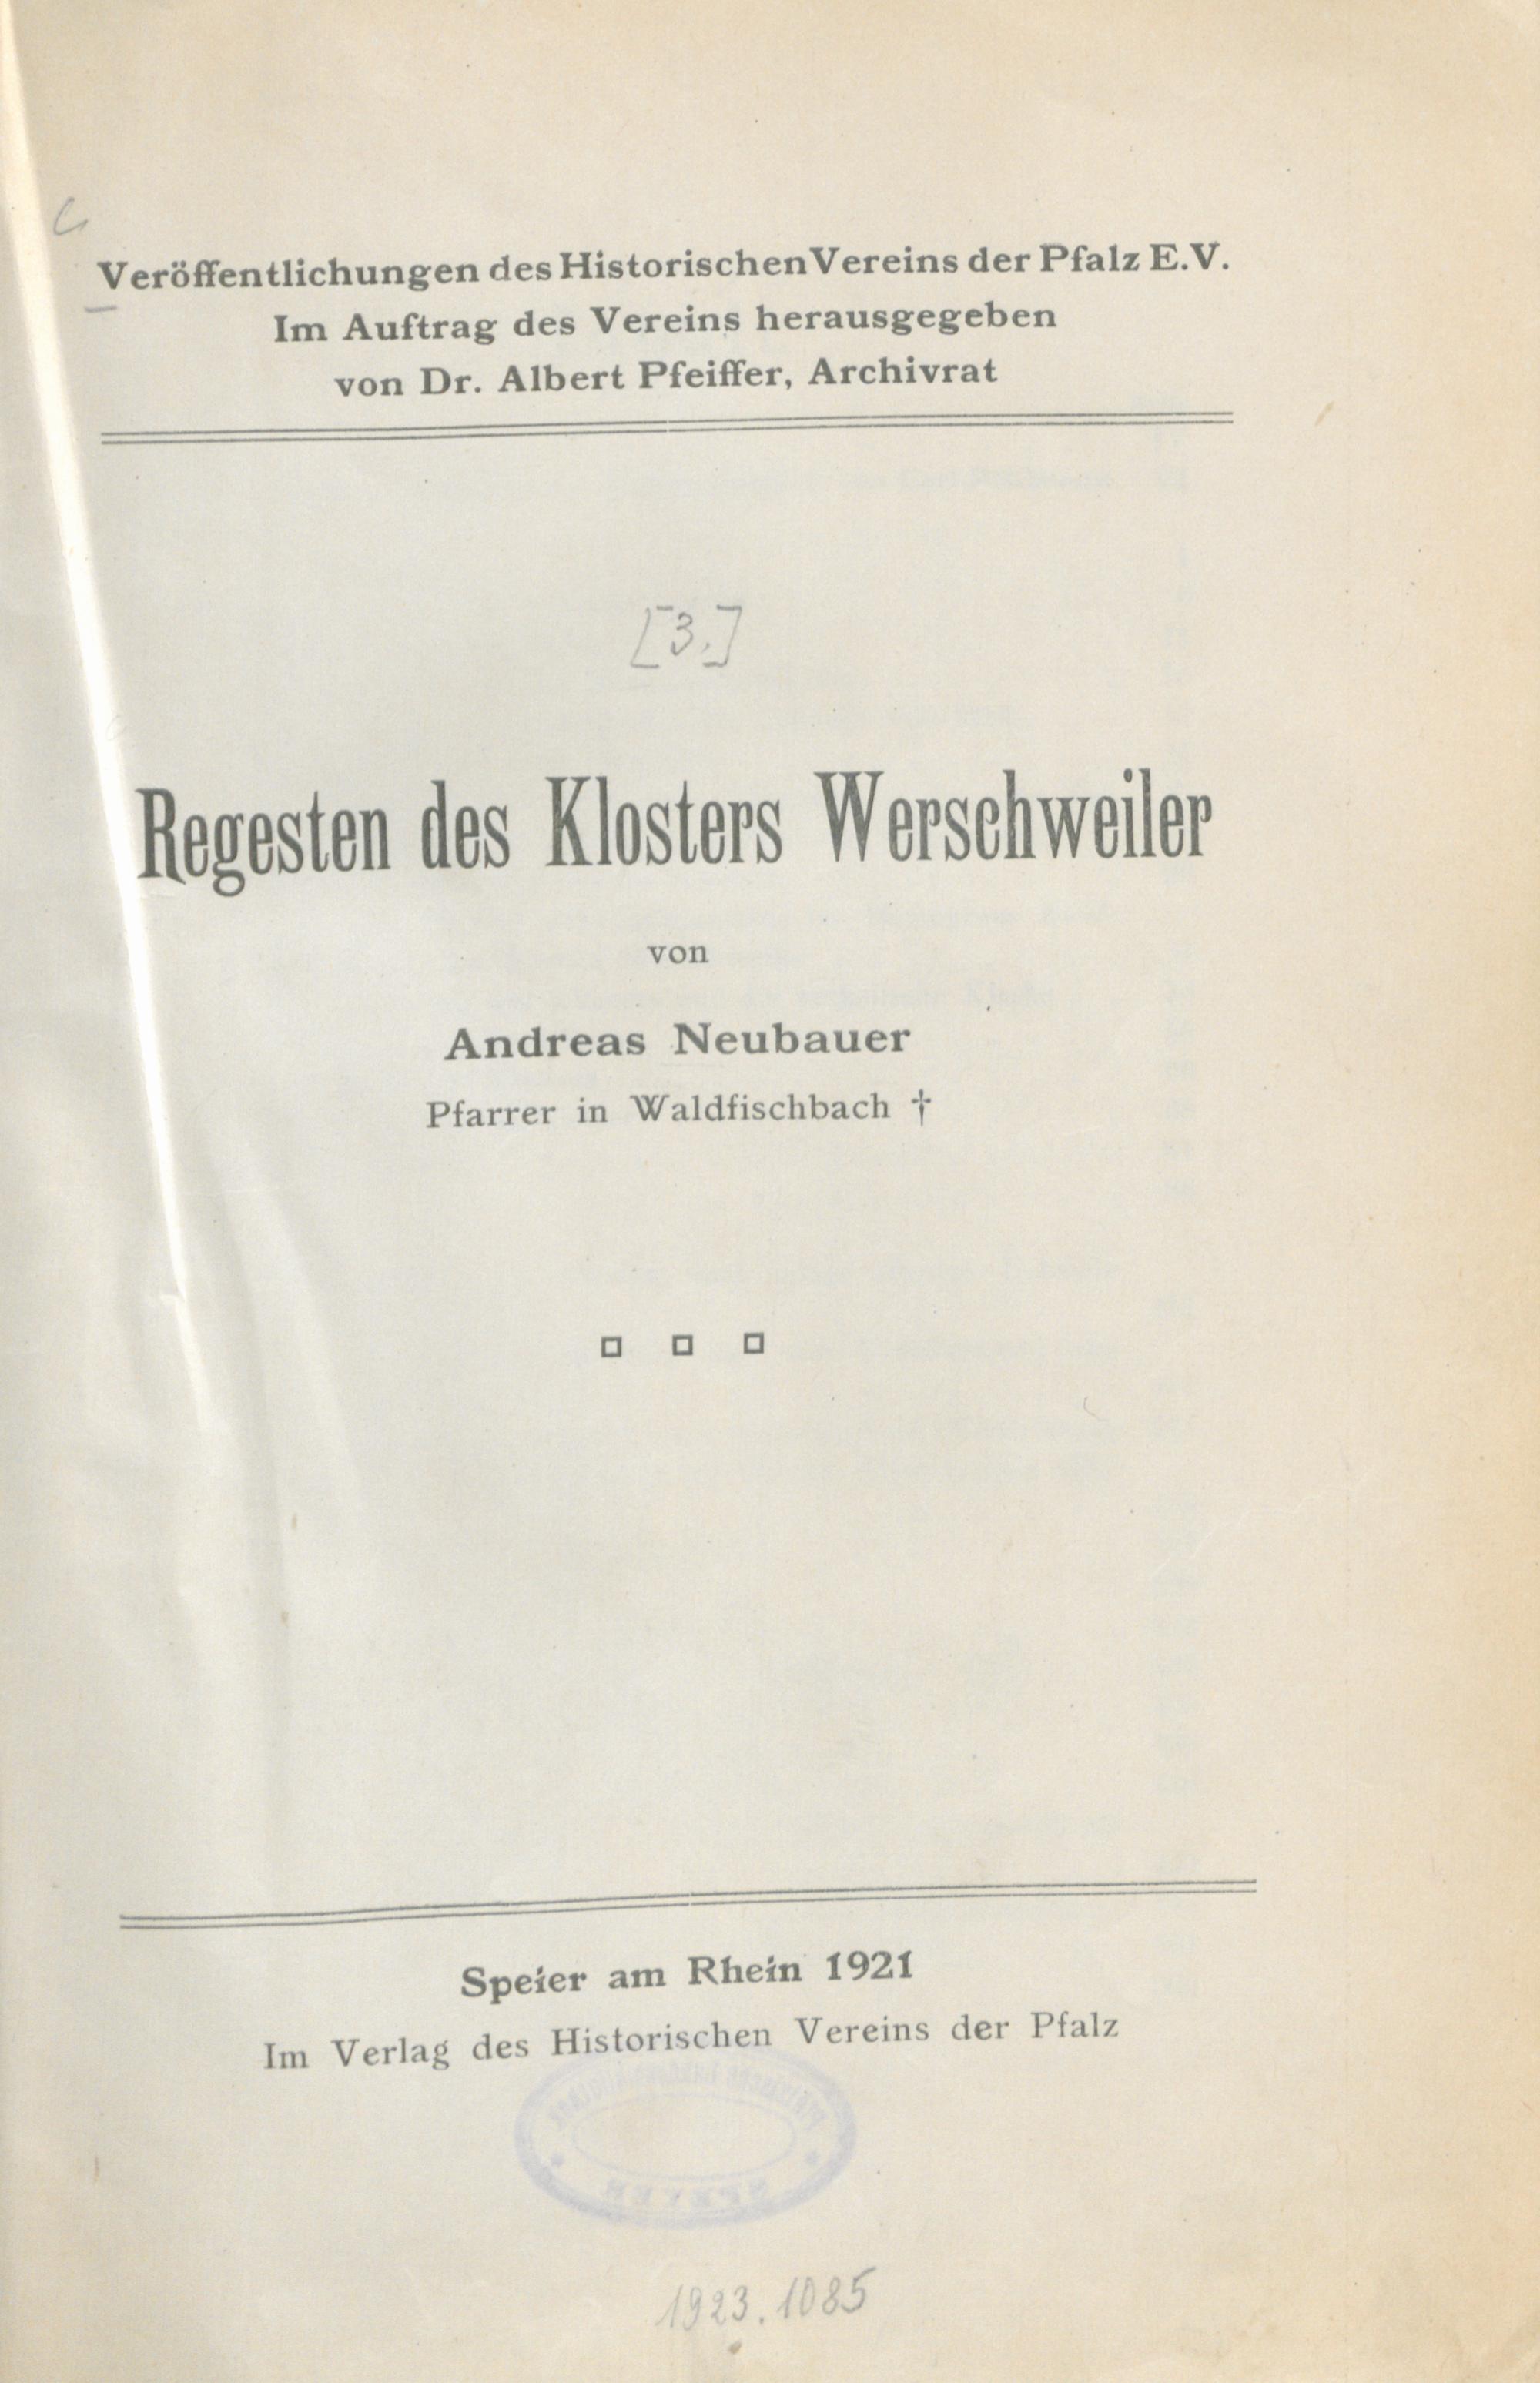 Veröffentlichungen des Historischen Vereins der Pfalz E.V.
Im Auftrag des Vereins herausgegeben
von Dr. Albert Pfeiffer, Archivrat
[3.]
Regesten des Klosters Werschweiler
von
Andreas Neubauer
Pfarrer in Waldfischbach †
Speier am Rhein 1921
Im Verlag des Historischen Vereins der Pfalz
SPEYER
1923.1085